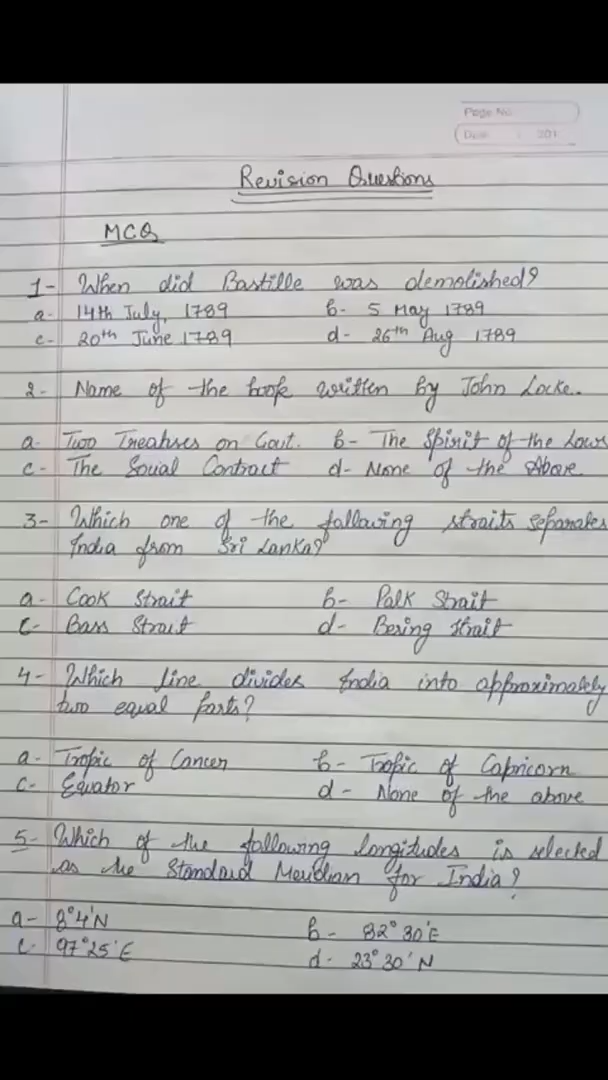 Page No.
Date : 201
Revision Questions
MCQ
1- When did Bastille was demolished?
a- 14th July, 1789 b- 5 May 1789
c- 20th June 1789 d- 26th Aug 1789
2- Name of the book written by John Locke.
a- Two Treatises on Govt. b- The Spirit of the Laws
c- The Social Contract d- None of the Above
3- Which one of the following straits separates
India from Sri Lanka?
a- Cook Strait b- Palk Strait
c- Bass Strait d- Bering Strait
4- Which line divides India into approximately
two equal parts?
a- Tropic of Cancer b- Tropic of Capricorn
c- Equator d- None of the above
5- Which of the following longitudes is selected
as the Standard Meridian for India?
a- 8°4'N b- 82°30'E
c- 97°25'E d- 23°30'N